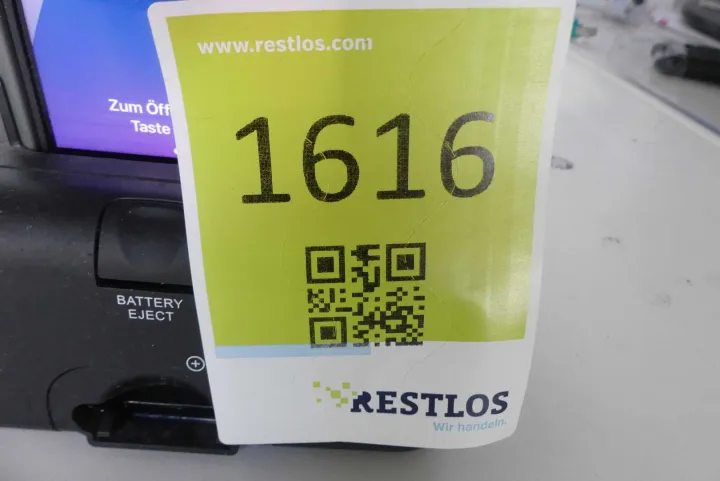 www.restlos.com
1616
Zum Öff
Taste
BATTERY
EJECT
RESTLOS
Wir handeln.